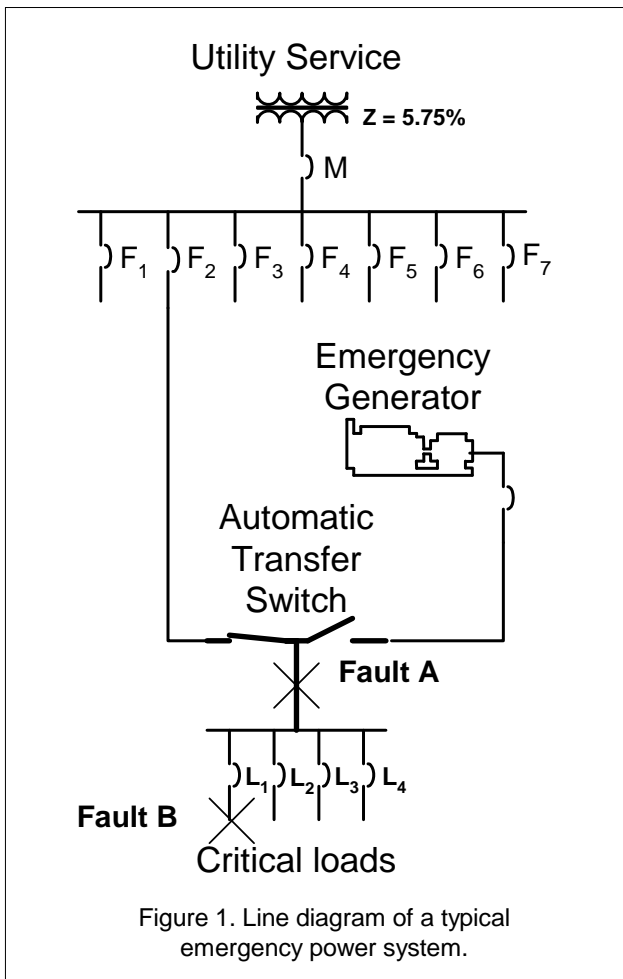 Utility Service
Z = 5.75%
M
F1 F2 F3 F4 F5 F6 F7
Emergency
Generator
Automatic
Transfer
Switch
Fault A
L1 L2 L3 L4
Fault B
Critical loads
Figure 1. Line diagram of a typical
emergency power system.